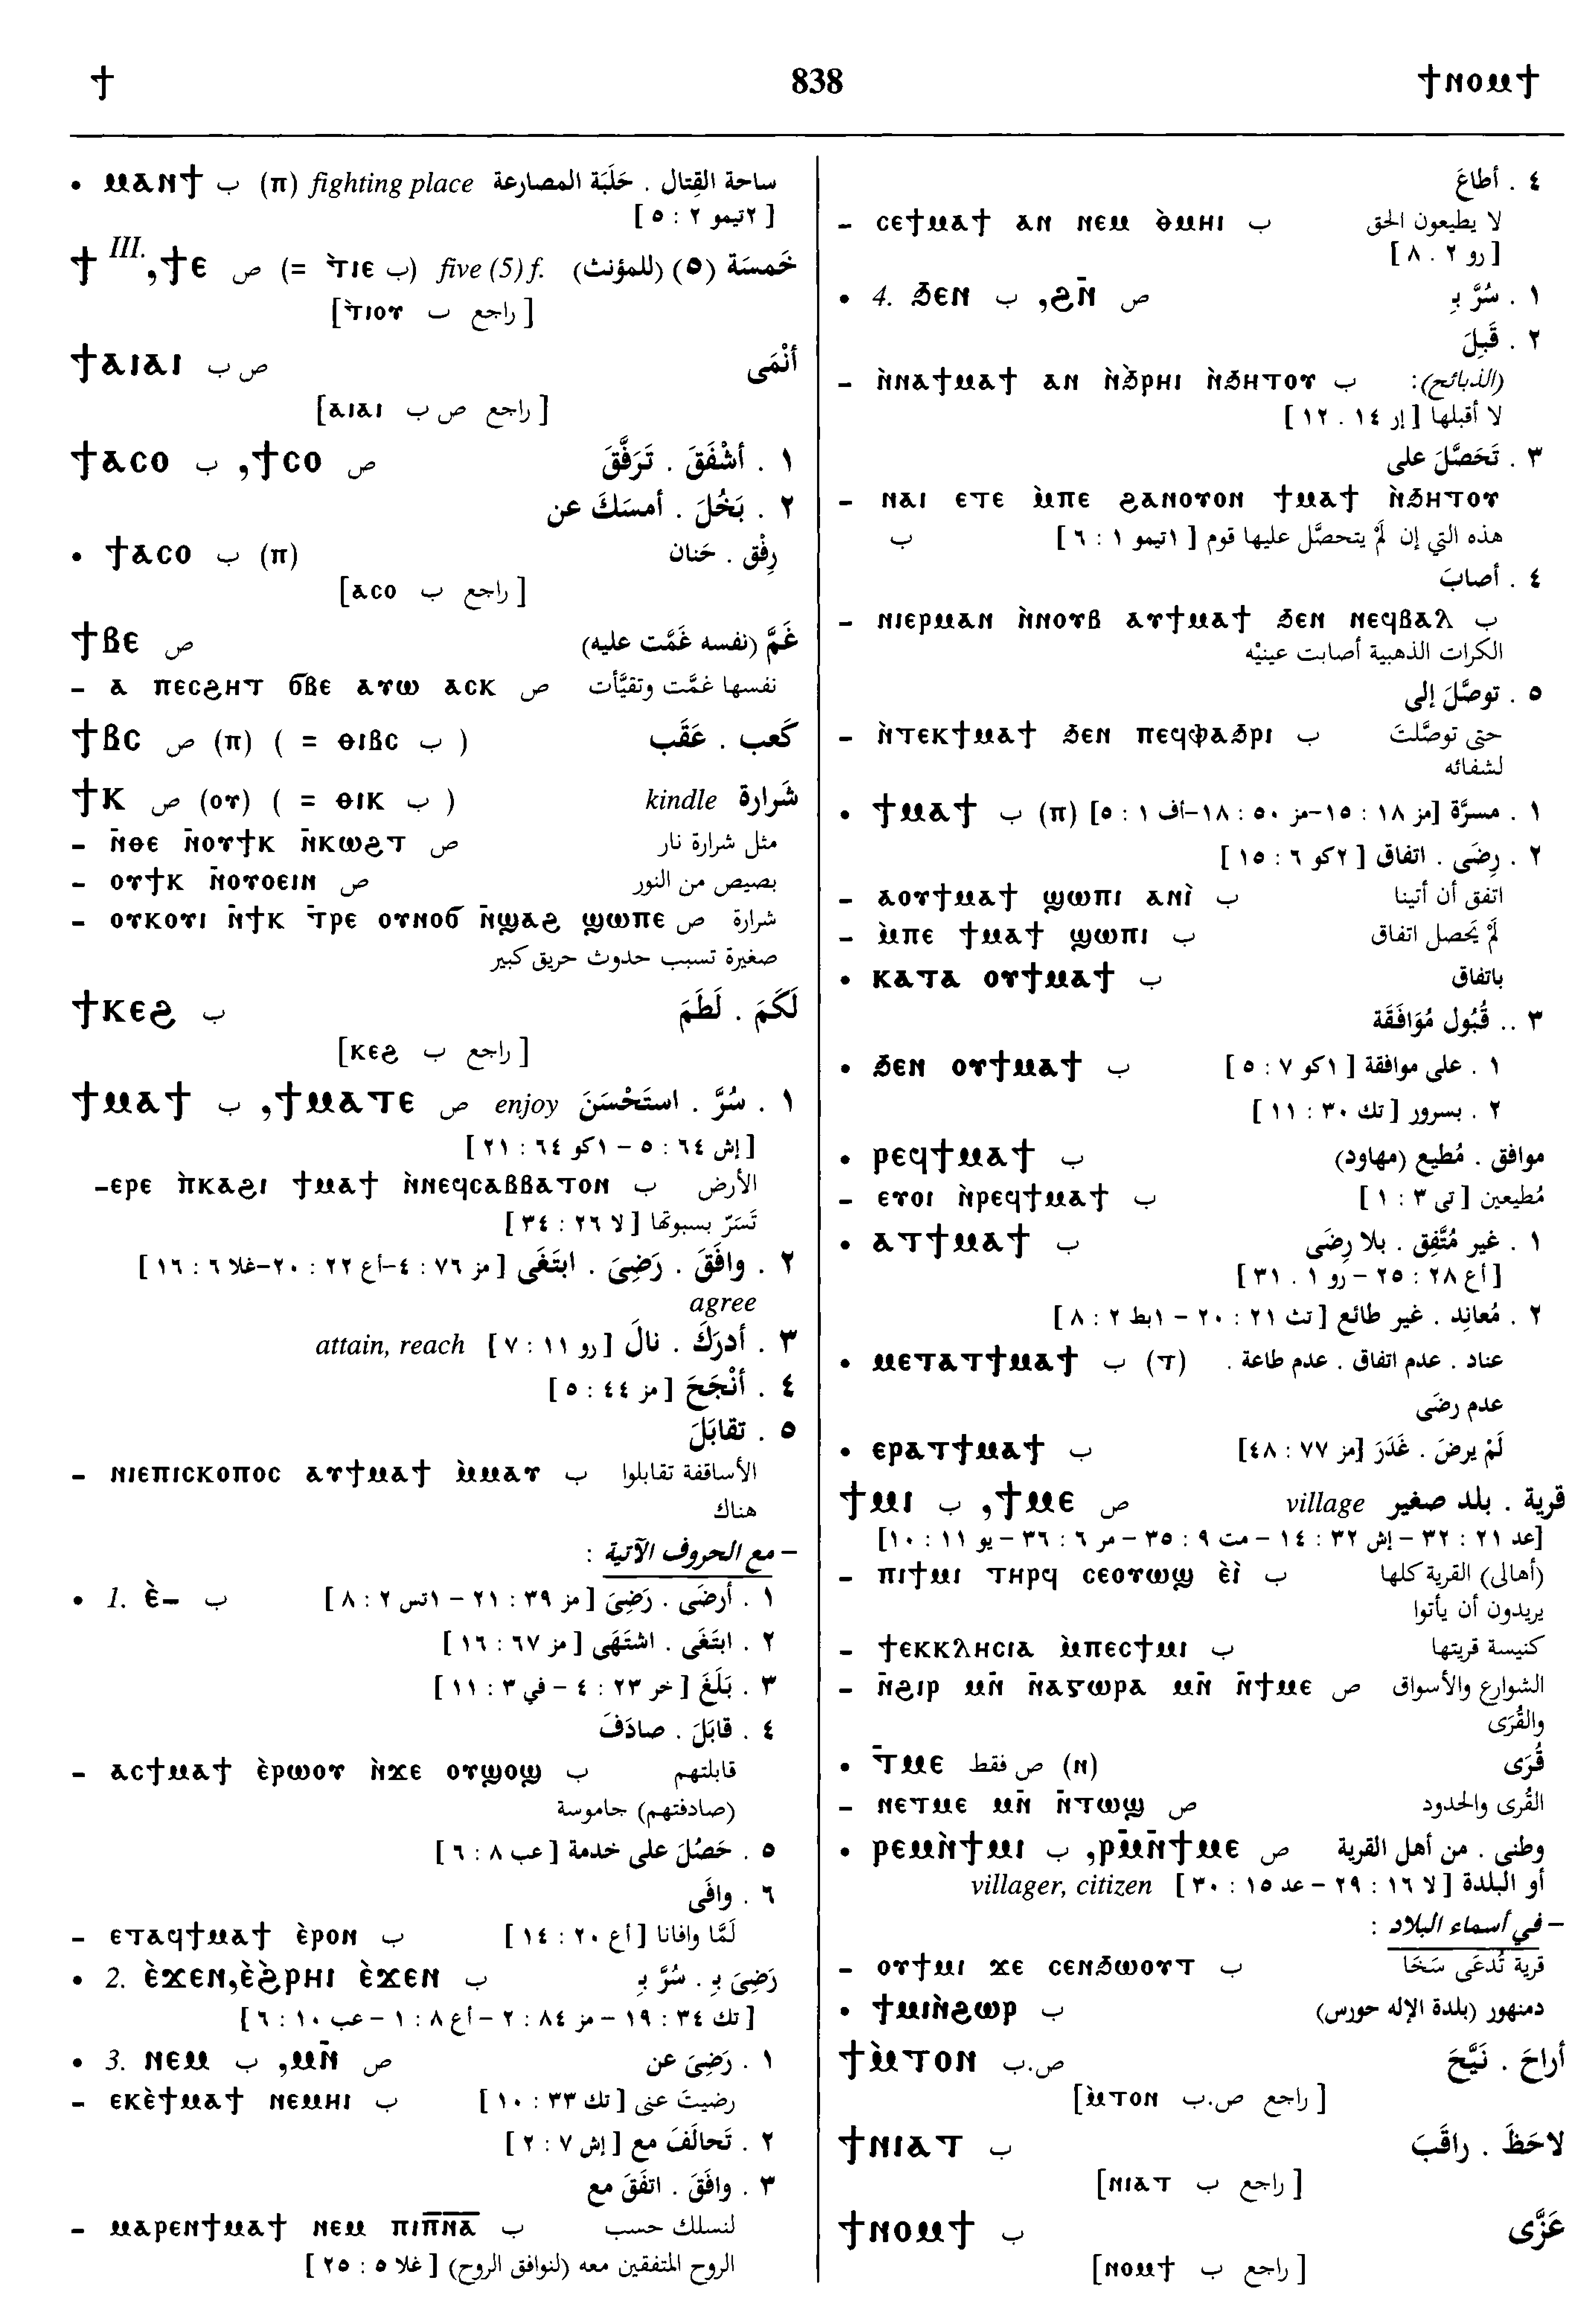 ϯ 838 ϯⲛⲟⲙϯ
• ⲙⲁⲛϯ ب (ⲡ) fighting place ساحة القِتال . حَلَبَة المصارعة
[ ٢تيمو ٢ : ٥ ]
ϯ III. ,ϯⲉ ص (= ⲧ̀ⲓⲉ ب) five (5) f. خَمسَة (٥) (للمؤنث)
[راجع ب ⲧ̀ⲓⲟⲩ]
ϯⲁⲓⲁⲓ ص ب أنْمَى
[راجع ص ب ⲁⲓⲁⲓ]
ϯⲁⲥⲟ ب ,ϯⲥⲟ ص ١ . أشْفَقَ . تَرَفَّقَ
٢ . بَخُلَ . أمسَكَ عن
• ϯⲁⲥⲟ ب (ⲡ) رِفْق . حَنان
[راجع ب ⲁⲥⲟ]
ϯⲃⲉ ص غَمَّ (نفسه غَمَّت عليه)
– ⲁ ⲡⲉⲥϩⲏⲧ ϭⲃⲉ ⲁⲩⲱ ⲁⲥⲕ ص نفسها غمَّت وتقيَّأت
ϯⲃⲥ ص (ⲡ) ( = ⲑⲓⲃⲥ ب ) كَعب . عَقَب
ϯⲕ ص (ⲟⲩ) ( = ⲑⲓⲕ ب ) kindle شَرارة
– ⲛ̄ⲑⲉ ⲛ̄ⲟⲩϯⲕ ⲛ̄ⲕⲱϩⲧ ص مثل شرارة نار
– ⲟⲩϯⲕ ⲛ̄ⲟⲩⲟⲉⲓⲛ ص بصيص من النور
– ⲟⲩⲕⲟⲩⲓ ⲛ̄ϯⲕ ⲧ̄ⲣⲉ ⲟⲩⲛⲟϭ ⲛ̄ϣⲁϩ ϣⲱⲡⲉ ص شرارة
صغيرة تسبب حدوث حريق كبير
ϯⲕⲉϩ ب لَكَمَ . لَطَمَ
[راجع ب ⲕⲉϩ]
ϯⲙⲁϯ ب ,ϯⲙⲁⲧⲉ ص enjoy ١ . سُرَّ . استَحْسَنَ
[إش ٦٤ : ٥ – ١كو ٦٤ : ٢١ ]
–ⲉⲣⲉ ⲡ̀ⲕⲁϩⲓ ϯⲙⲁϯ ⲛ̀ⲛⲉϥⲥⲁⲃⲃⲁⲧⲟⲛ ب الأرض
تَسَرّ بسبوتها [ لا ٢٦ : ٣٤ ]
٢ . وافَقَ . رَضِيَ . ابتَغَى [ مز ٧٦ : ٤–أع ٢٢ : ٢٠–غلا ٦ : ١٦ ]
agree
٣ . أدرَكَ . نالَ [ رو ١١ : ٧ ] attain, reach
٤ . أنْجَحَ [ مز ٤٤ : ٥ ]
٥ . تقابَلَ
– ⲛⲓⲉⲡⲓⲥⲕⲟⲡⲟⲥ ⲁⲩϯⲙⲁϯ ⲙ̀ⲙⲁⲩ ب الأساقفة تقابلوا
هناك
– مع الحروف الآتية :
• 1. ⲉ̀– ب ١ . أرضَى . رَضِيَ [ مز ٣٩ : ٢١ – ١تس ٢ : ٨ ]
٢ . ابتَغَى . اشتَهَى [ مز ٦٧ : ١٦ ]
٣ . بَلَغَ [ خر ٢٣ : ٤ – في ٣ : ١١ ]
٤ . قابَلَ . صادَفَ
– ⲁⲥϯⲙⲁϯ ⲉ̀ⲣⲱⲟⲩ ⲛ̀ϫⲉ ⲟⲩϣⲟϣ ب قابلتهم
(صادفتهم) جاموسة
٥ . حَصُلَ على خدمة [ عب ٨ : ٦ ]
٦ . وافَى
– ⲉⲧⲁϥϯⲙⲁϯ ⲉ̀ⲣⲟⲛ ب لَمَّا وافانا [ أع ٢٠ : ١٤ ]
• 2. ⲉ̀ϫⲉⲛ,ⲉ̀ϩ̀ⲣⲏⲓ ⲉ̀ϫⲉⲛ ب رَضِيَ بِـ . سُرَّ بِـ
[ تك ٣٤ : ١٩ – مز ٨٤ : ٢ – أع ٨ : ١ – عب ١٠ : ٦ ]
• 3. ⲛⲉⲙ ب ,ⲙⲛ̄ ص ١ . رَضِيَ عن
– ⲉⲕⲉ̀ϯⲙⲁϯ ⲛⲉⲙⲏⲓ ب رضيتَ عني [ تك ٣٣ : ١٠ ]
٢ . تَحالَفَ مع [ إش ٧ : ٢ ]
٣ . وافَقَ . اتفَقَ مع
– ⲙⲁⲣⲉⲛϯⲙⲁϯ ⲛⲉⲙ ⲡⲓⲡ̅ⲛ̅ⲁ̅ ب لنسلك حسب
الروح المتفقين معه (لنوافق الروح) [ غلا ٥ : ٢٥ ]
٤ . أطاعَ
– ⲥⲉϯⲙⲁϯ ⲁⲛ ⲛⲉⲙ ⲑ̀ⲙⲏⲓ ب لا يطيعون الحق
[ رو ٢ . ٨ ]
• 4. ϧⲉⲛ ب ,ϩⲛ̄ ص ١ . سُرَّ بِـ
٢ . قَبِلَ
– ⲛ̀ⲛⲁϯⲙⲁϯ ⲁⲛ ⲛ̀ϧ̀ⲣⲏⲓ ⲛ̀ϧⲏⲧⲟⲩ ب (الذبائح):
لا أقبلها [ إر ١٤ . ١٢ ]
٣ . تَحَصَّلَ على
– ⲛⲁⲓ ⲉⲧⲉ ⲙ̀ⲡⲉ ϩⲁⲛⲟⲩⲟⲛ ϯⲙⲁϯ ⲛ̀ϧⲏⲧⲟⲩ
ب هذه التي إن لَمْ يتحصَّل عليها قوم [ ١تيمو ١ : ٦ ]
٤ . أصابَ
– ⲛⲓⲉⲣⲙⲁⲛ ⲛ̀ⲛⲟⲩⲃ ⲁⲩϯⲙⲁϯ ϧⲉⲛ ⲛⲉϥⲃⲁⲗ ب
الكرات الذهبية أصابت عينيْه
٥ . توصَّلَ إلى
– ⲛ̀ⲧⲉⲕϯⲙⲁϯ ϧⲉⲛ ⲡⲉϥⲫⲁϧⲣⲓ ب حتى توصَّلتَ
لشفائه
• ϯⲙⲁϯ ب (ⲡ) ١ . مسرَّة [مز ١٨ : ١٥–مز ٥٠ : ١٨–أف ١ : ٥]
٢ . رِضَى . اتفاق [ ٢كو ٦ : ١٥ ]
– ⲁⲟⲩϯⲙⲁϯ ϣⲱⲡⲓ ⲁⲛⲓ̀ ب اتفق أن أتينا
– ⲙ̀ⲡⲉ ϯⲙⲁϯ ϣⲱⲡⲓ ب لَمْ يَحصل اتفاق
• ⲕⲁⲧⲁ ⲟⲩϯⲙⲁϯ ب باتفاق
٣ .. قُبُول مُوَافَقَة
• ϧⲉⲛ ⲟⲩϯⲙⲁϯ ب ١ . على موافقة [ ١كو ٧ : ٥ ]
٢ . بسرور [ تك ٣٠ : ١١ ]
• ⲣⲉϥϯⲙⲁϯ ب موافق . مُطيع (مهاود)
– ⲉⲩⲟⲓ ⲛ̀ⲣⲉϥϯⲙⲁϯ ب مُطيعين [ تى ٣ : ١ ]
• ⲁⲧϯⲙⲁϯ ب ١ . غير مُتَّفِق . بلا رِضَى
[ أع ٢٨ : ٢٥ – رو ١ . ٣١ ]
٢ . مُعانِد . غير طائع [ تث ٢١ : ٢٠ – ١بط ٢ : ٨ ]
• ⲙⲉⲧⲁⲧϯⲙⲁϯ ب (ⲧ) عناد . عدم اتفاق . عدم طاعة .
عدم رضَى
• ⲉⲣⲁⲧϯⲙⲁϯ ب لَمْ يرضَ . غَدَرَ [مز ٧٧ : ٤٨]
ϯⲙⲓ ب ,ϯⲙⲉ ص village قرية . بلد صغير
[عد ٢١ : ٣٢ – إش ٣٢ : ١٤ – مت ٩ : ٣٥ – مر ٦ : ٣٦ – يو ١١ : ١٠]
– ⲡⲓϯⲙⲓ ⲧⲏⲣϥ ⲥⲉⲟⲩⲱϣ ⲉ̀ⲓ̀ ب (أهالى) القرية كلها
يريدون أن يأتوا
– ϯⲉⲕⲕⲗⲏⲥⲓⲁ ⲙ̀ⲡⲉⲥϯⲙⲓ ب كنيسة قريتها
– ⲛ̄ϩⲓⲣ ⲙⲛ̄ ⲛ̄ⲁⲅⲱⲣⲁ ⲙⲛ̄ ⲛ̄ϯⲙⲉ ص الشوارع والأسواق
والقُرَى
• ⲧ̄ⲙⲉ ص فقط (ⲛ) قُرَى
– ⲛⲉⲧⲙⲉ ⲙⲛ̄ ⲛ̄ⲧⲱϣ ص القُرى والحدود
• ⲣⲉⲙⲛ̀ϯⲙⲓ ب ,ⲣⲙ̄ⲛ̄ϯⲙⲉ ص وطنى . من أهل القرية
أو البلدة [ لا ١٦ : ٢٩ – عد ١٥ : ٣٠ ] villager, citizen
– في أسماء البلاد :
– ⲟⲩϯⲙⲓ ϫⲉ ⲥⲉⲛϧⲱⲟⲩⲧ ب قرية تُدعَى سَخَا
• ϯⲙⲓⲛ̀ϩⲱⲣ ب دمنهور (بلدة الإله حورس)
ϯⲙ̀ⲧⲟⲛ ص.ب أراحَ . نَيَّحَ
[راجع ص.ب ⲙ̀ⲧⲟⲛ]
ϯⲛⲓⲁⲧ ب لاحَظَ . راقَبَ
[راجع ب ⲛⲓⲁⲧ]
ϯⲛⲟⲙϯ ب عَزَّى
[راجع ب ⲛⲟⲙϯ]